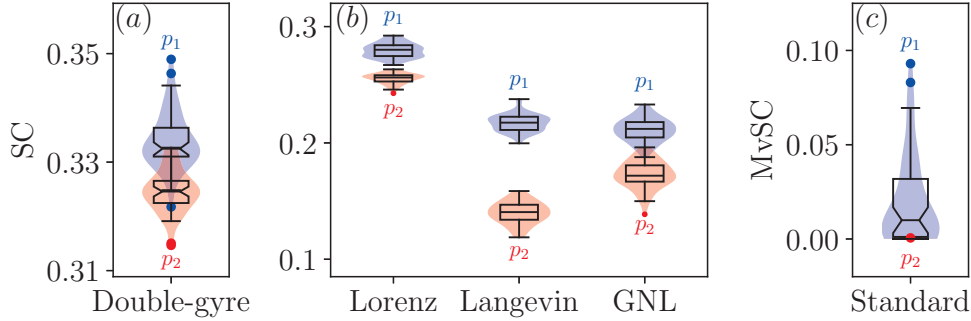 (a)
(b)
(c)
SC
0.35
0.33
0.31
p1
p2
Double-gyre
0.3
0.2
0.1
p1
p2
p1
p2
p1
p2
Lorenz
Langevin
GNL
MvSC
0.10
0.05
0.00
p1
p2
Standard